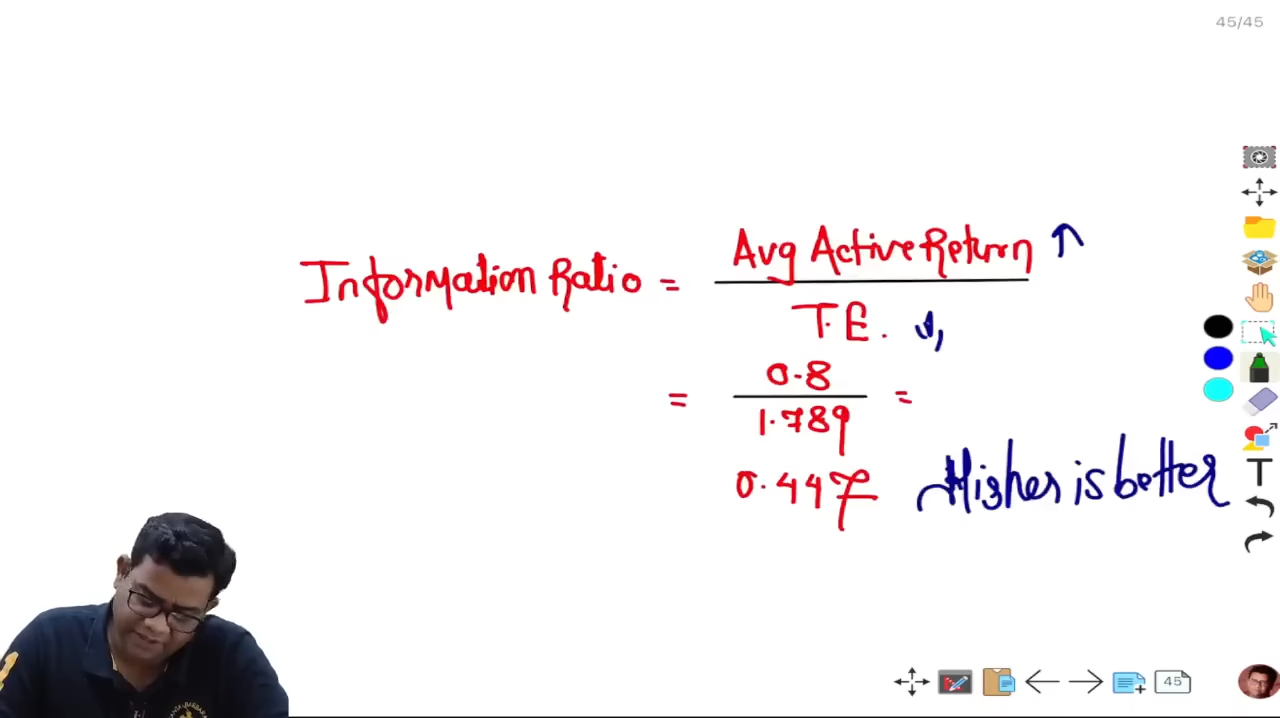 45/45
Information Ratio = Avg Active Return ↑
T.E. ↓
= 0.8 =
1.789
0.447 Higher is better
T
45